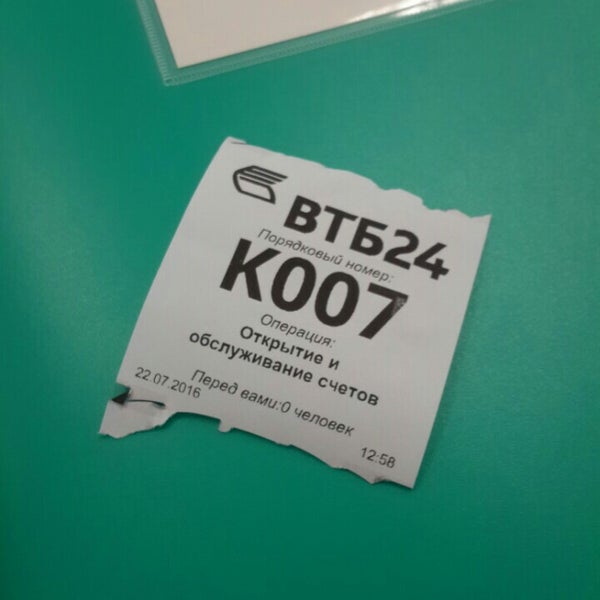 ВТБ24
Порядковый номер:
К007
Операция:
Открытие и
обслуживание счетов
Перед вами:0 человек
22.07.2016
12:58